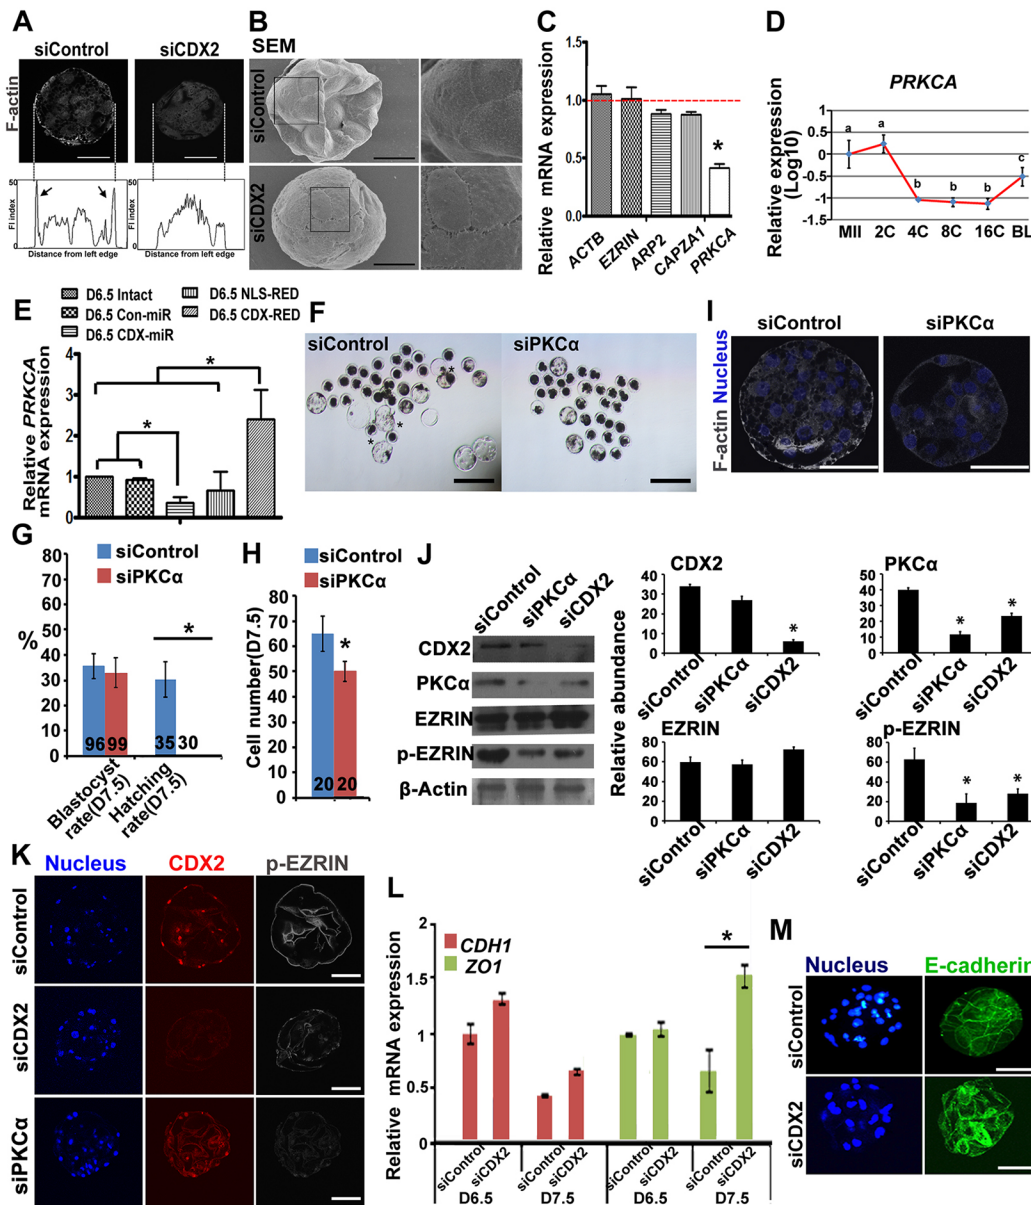 A
siControl
siCDX2
F-actin
50
FI index
0
Distance from left edge
50
FI index
0
Distance from left edge
B
SEM
siControl
siCDX2
C
Relative mRNA expression
1.5
1.0
0.5
0.0
*
ACTB
EZRIN
ARP2
CAPZA1
PRKCA
D
PRKCA
Relative expression
(Log10)
1
0.5
0
-0.5
-1
-1.5
a
a
b
b
b
c
MII
2C
4C
8C
16C
BL
E
D6.5 Intact
D6.5 NLS-RED
D6.5 Con-miR
D6.5 CDX-RED
D6.5 CDX-miR
Relative PRKCA
mRNA expression
4
3
2
1
0
*
*
F
siControl
siPKCα
*
*
*
I
siControl
siPKCα
F-actin Nucleus
G
siControl
siPKCα
%
80
70
60
50
40
30
20
10
0
*
96
99
35
30
Blastocyst
rate(D7.5)
Hatching
rate(D7.5)
H
siControl
siPKCα
Cell number(D7.5)
80
70
60
50
40
30
20
10
0
*
20
20
J
siControl
siPKCα
siCDX2
CDX2
PKCα
EZRIN
p-EZRIN
β-Actin
Relative abundance
CDX2
40
30
20
10
0
*
siControl
siPKCα
siCDX2
PKCα
50
40
30
20
10
0
*
*
siControl
siPKCα
siCDX2
EZRIN
80
60
40
20
0
siControl
siPKCα
siCDX2
p-EZRIN
80
60
40
20
0
*
*
siControl
siPKCα
siCDX2
K
Nucleus
CDX2
p-EZRIN
siControl
siCDX2
siPKCα
L
Relative mRNA expression
2
1.5
1
0.5
0
CDH1
ZO1
*
siControl
siCDX2
siControl
siCDX2
siControl
siCDX2
siControl
siCDX2
D6.5
D7.5
D6.5
D7.5
M
Nucleus
E-cadherin
siControl
siCDX2